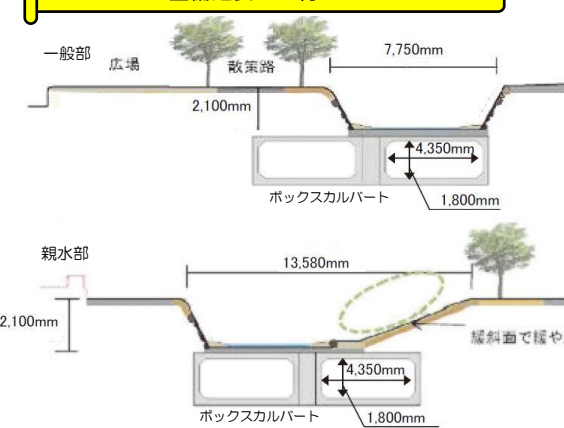 一般部
広場
散策路
7,750mm
2,100mm
4,350mm
ボックスカルバート
1,800mm
親水部
13,580mm
2,100mm
緩斜面で緩や
4,350mm
ボックスカルバート
1,800mm